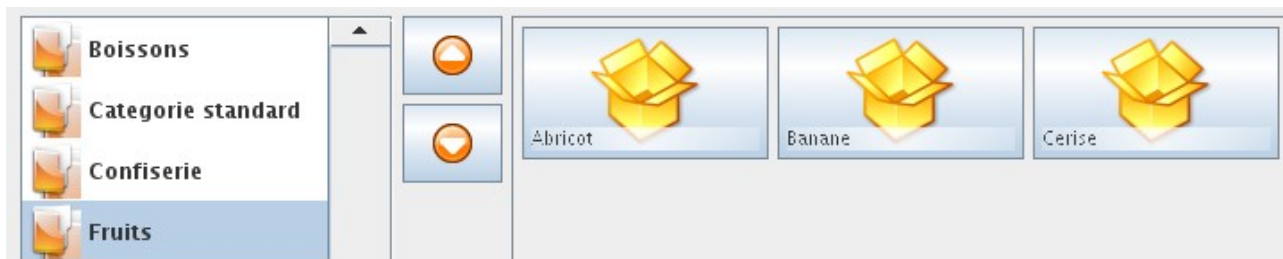 Boissons
Categorie standard
Confiserie
Fruits
Abricot
Banane
Cerise